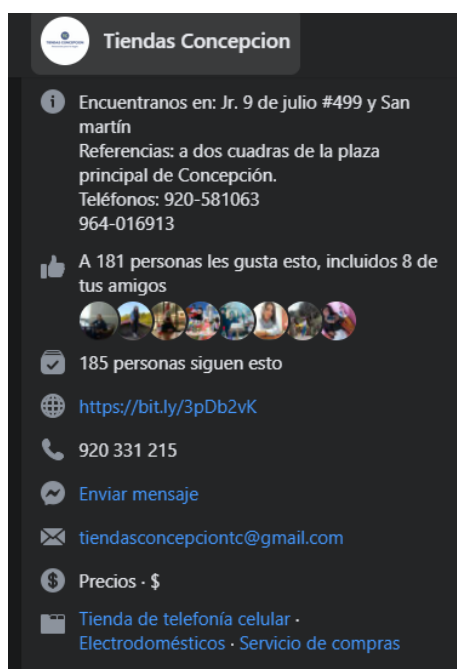 Tiendas Concepcion
Encuentranos en: Jr. 9 de julio #499 y San
martín
Referencias: a dos cuadras de la plaza
principal de Concepción.
Teléfonos: 920-581063
964-016913
A 181 personas les gusta esto, incluidos 8 de
tus amigos
185 personas siguen esto
https://bit.ly/3pDb2vK
920 331 215
Enviar mensaje
tiendasconcepciontc@gmail.com
Precios · $
Tienda de telefonía celular ·
Electrodomésticos · Servicio de compras